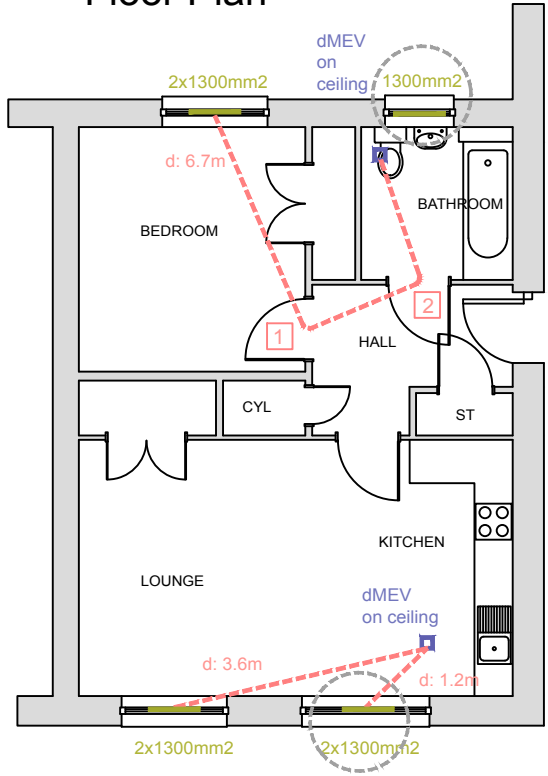 Floor Plan
dMEV
on
ceiling
2x1300mm2
1300mm2
d: 6.7m
BATHROOM
BEDROOM
2
1
HALL
CYL
ST
KITCHEN
LOUNGE
dMEV
on ceiling
d: 3.6m
d: 1.2m
2x1300mm2
2x1300mm2